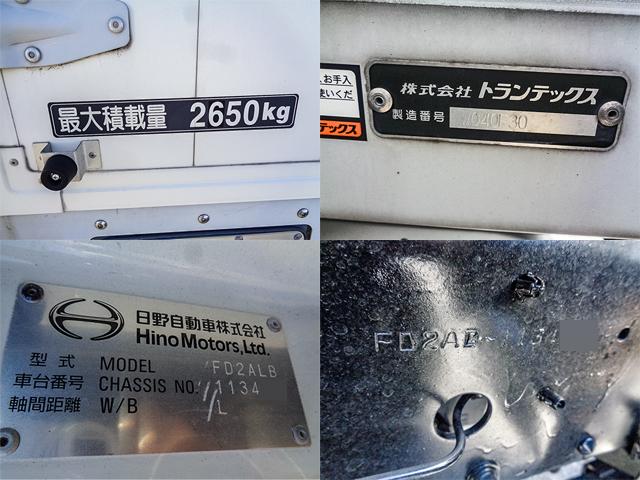 最大積載量 2650kg
お手入
使いくだ
テックス
株式会社 トランテックス
製造番号
日野自動車株式会社
Hino Motors, Ltd.
型式 MODEL FD2ALB
車台番号 CHASSIS NO. 1134
軸間距離 W/B L